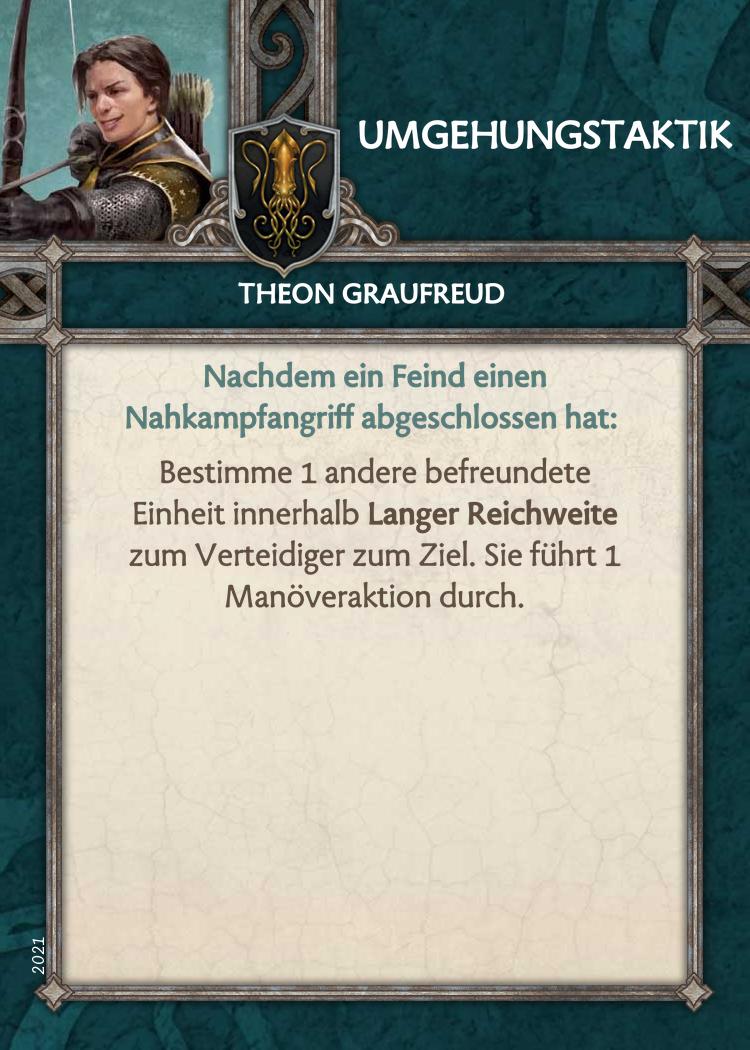 UMGEHUNGSTAKTIK
THEON GRAUFREUD
Nachdem ein Feind einen
Nahkampfangriff abgeschlossen hat:
Bestimme 1 andere befreundete
Einheit innerhalb Langer Reichweite
zum Verteidiger zum Ziel. Sie führt 1
Manöveraktion durch.
2021